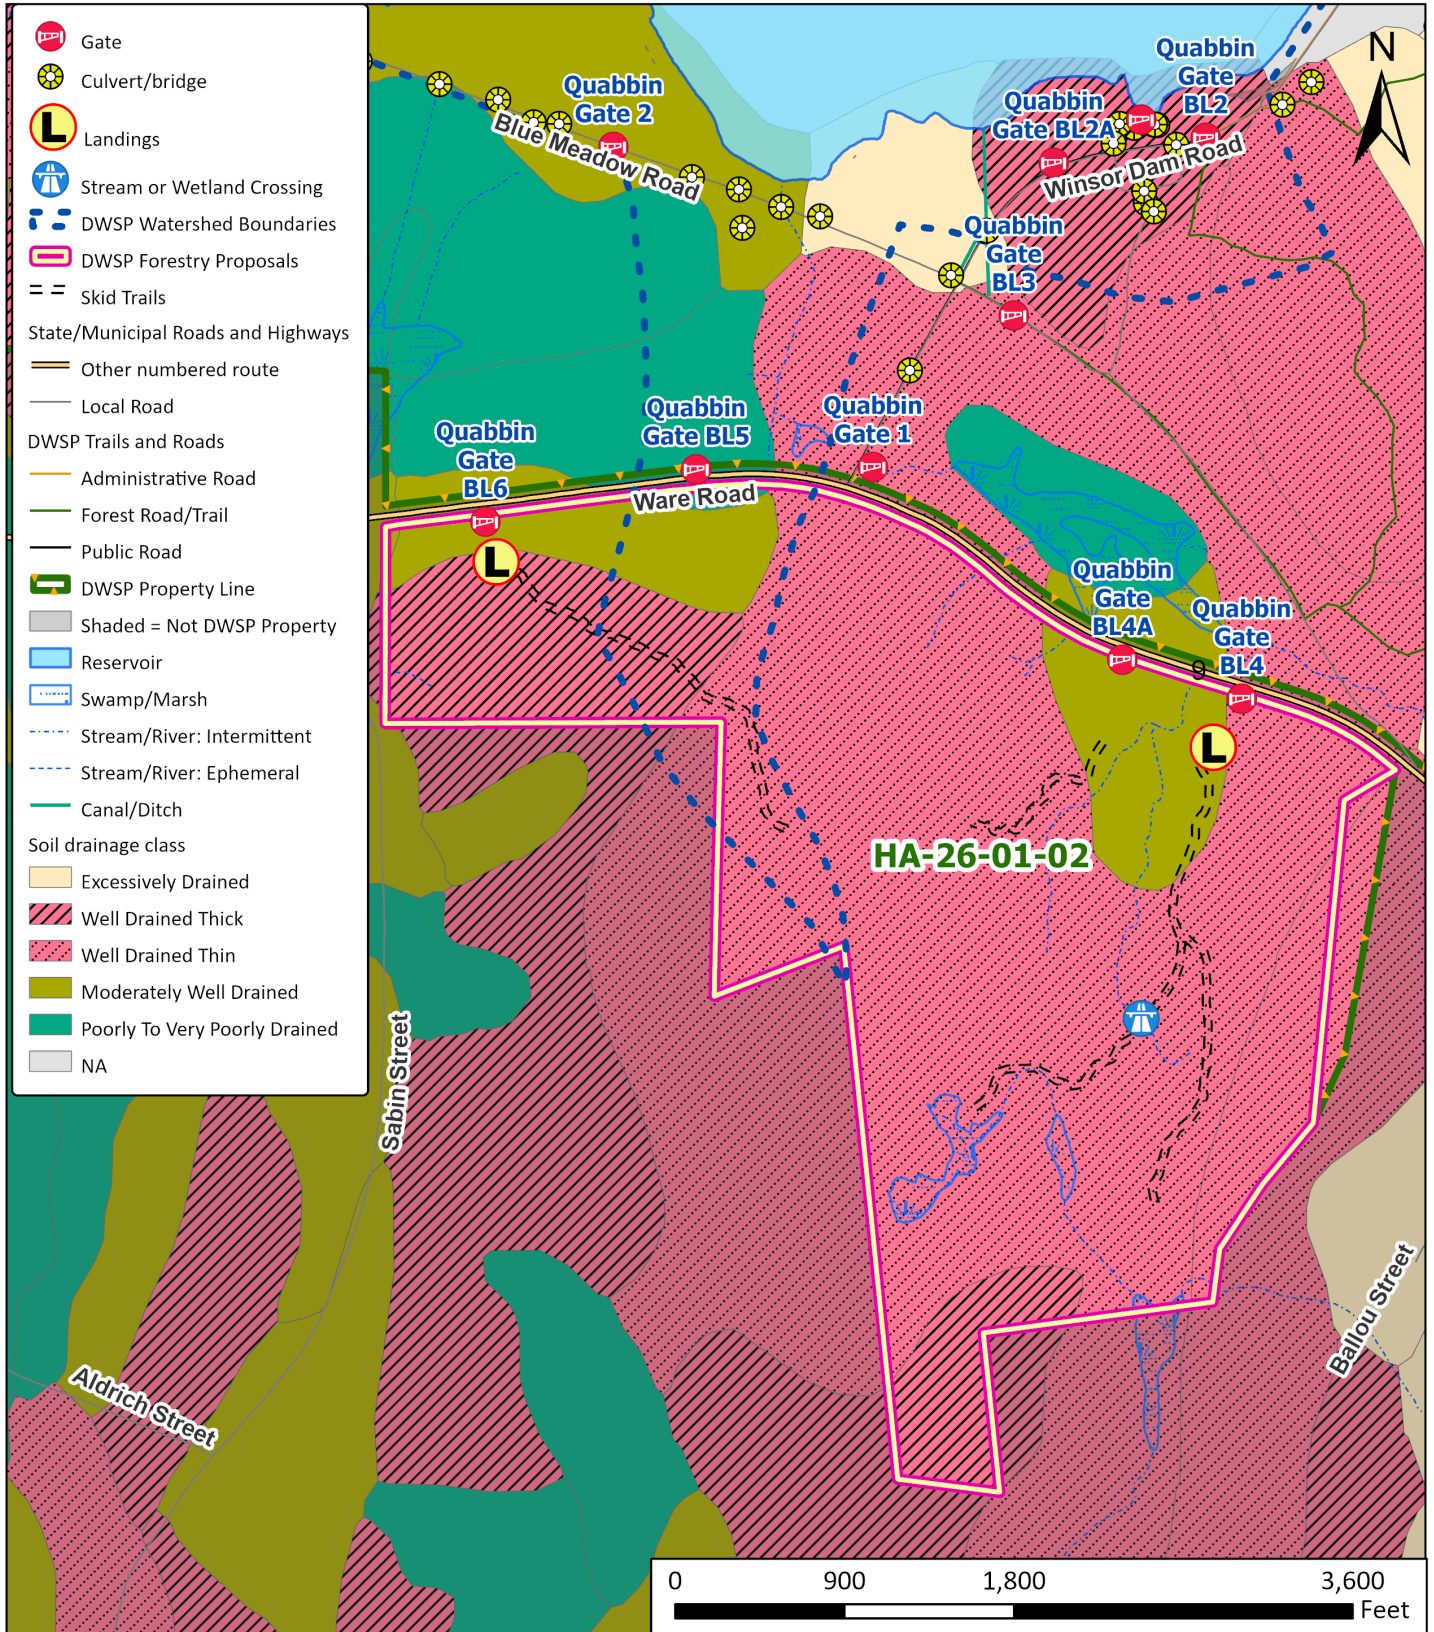 Gate
Culvert/bridge
L
Landings
Stream or Wetland Crossing
DWSP Watershed Boundaries
DWSP Forestry Proposals
Skid Trails
State/Municipal Roads and Highways
Other numbered route
Local Road
DWSP Trails and Roads
Administrative Road
Forest Road/Trail
Public Road
DWSP Property Line
Shaded = Not DWSP Property
Reservoir
Swamp/Marsh
Stream/River: Intermittent
Stream/River: Ephemeral
Canal/Ditch
Soil drainage class
Excessively Drained
Well Drained Thick
Well Drained Thin
Moderately Well Drained
Poorly To Very Poorly Drained
NA
N
Quabbin
Gate 2
Blue Meadow Road
Quabbin
Gate
BL2
Quabbin
Gate BL2A
Winsor Dam Road
Quabbin
Gate
BL3
Quabbin
Gate 1
Quabbin
Gate BL5
Quabbin
Gate
BL6
Ware Road
L
Quabbin
Gate
BL4A
Quabbin
Gate
BL4
9
L
HA-26-01-02
Sabin Street
Aldrich Street
Ballou Street
0
900
1,800
3,600
Feet